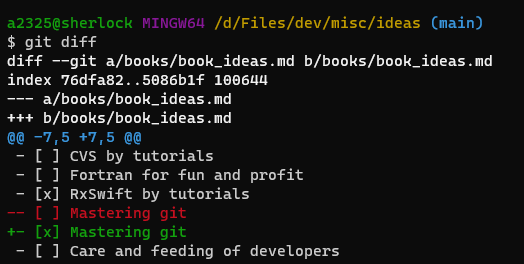 a2325@sherlock MINGW64 /d/Files/dev/misc/ideas (main)
$ git diff
diff --git a/books/book_ideas.md b/books/book_ideas.md
index 76dfa82..5086b1f 100644
--- a/books/book_ideas.md
+++ b/books/book_ideas.md
@@ -7,5 +7,5 @@
 - [ ] CVS by tutorials
 - [ ] Fortran for fun and profit
 - [x] RxSwift by tutorials
-- [ ] Mastering git
+- [x] Mastering git
 - [ ] Care and feeding of developers